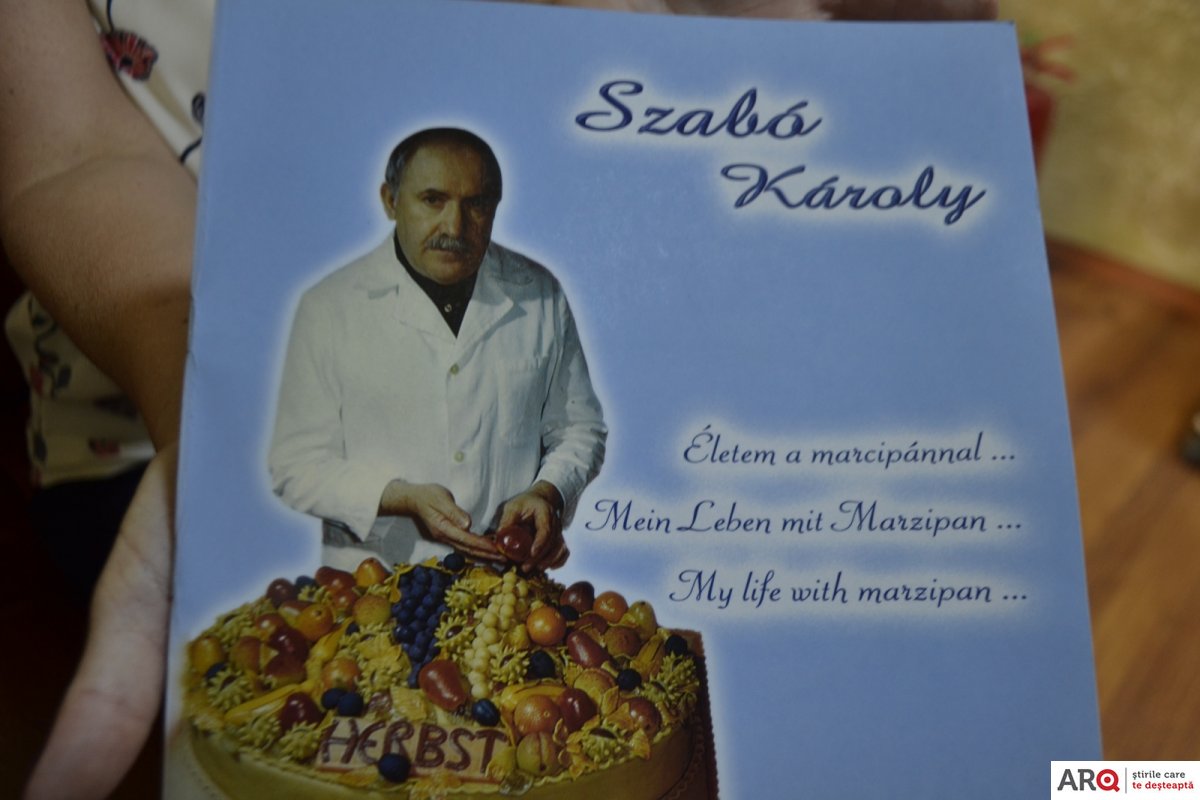 Szabó
Károly
Életem a marcipánnal ...
Mein Leben mit Marzipan ...
My life with marzipan ...
HERBST
ARQ
știrile care
te deșteaptă